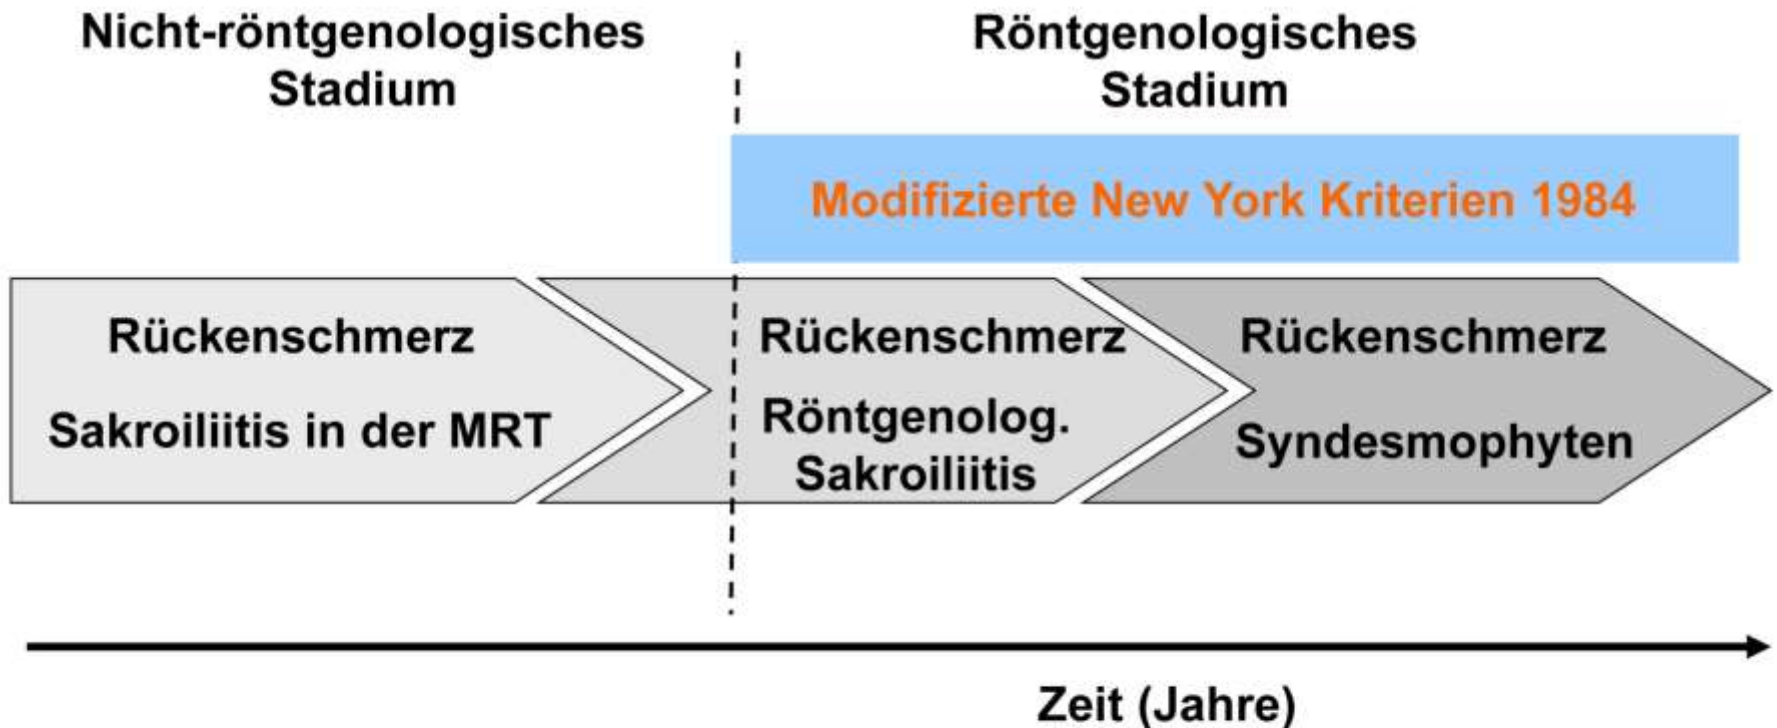 Nicht-röntgenologisches
Stadium
Röntgenologisches
Stadium
Modifizierte New York Kriterien 1984
Rückenschmerz
Sakroiliitis in der MRT
Rückenschmerz
Röntgenolog.
Sakroiliitis
Rückenschmerz
Syndesmophyten
Zeit (Jahre)